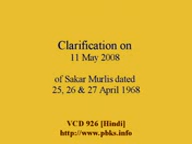 Clarification on
11 May 2008
of Sakar Murlis dated
25, 26 & 27 April 1968
VCD 926 [Hindi]
http://www.pbks.info